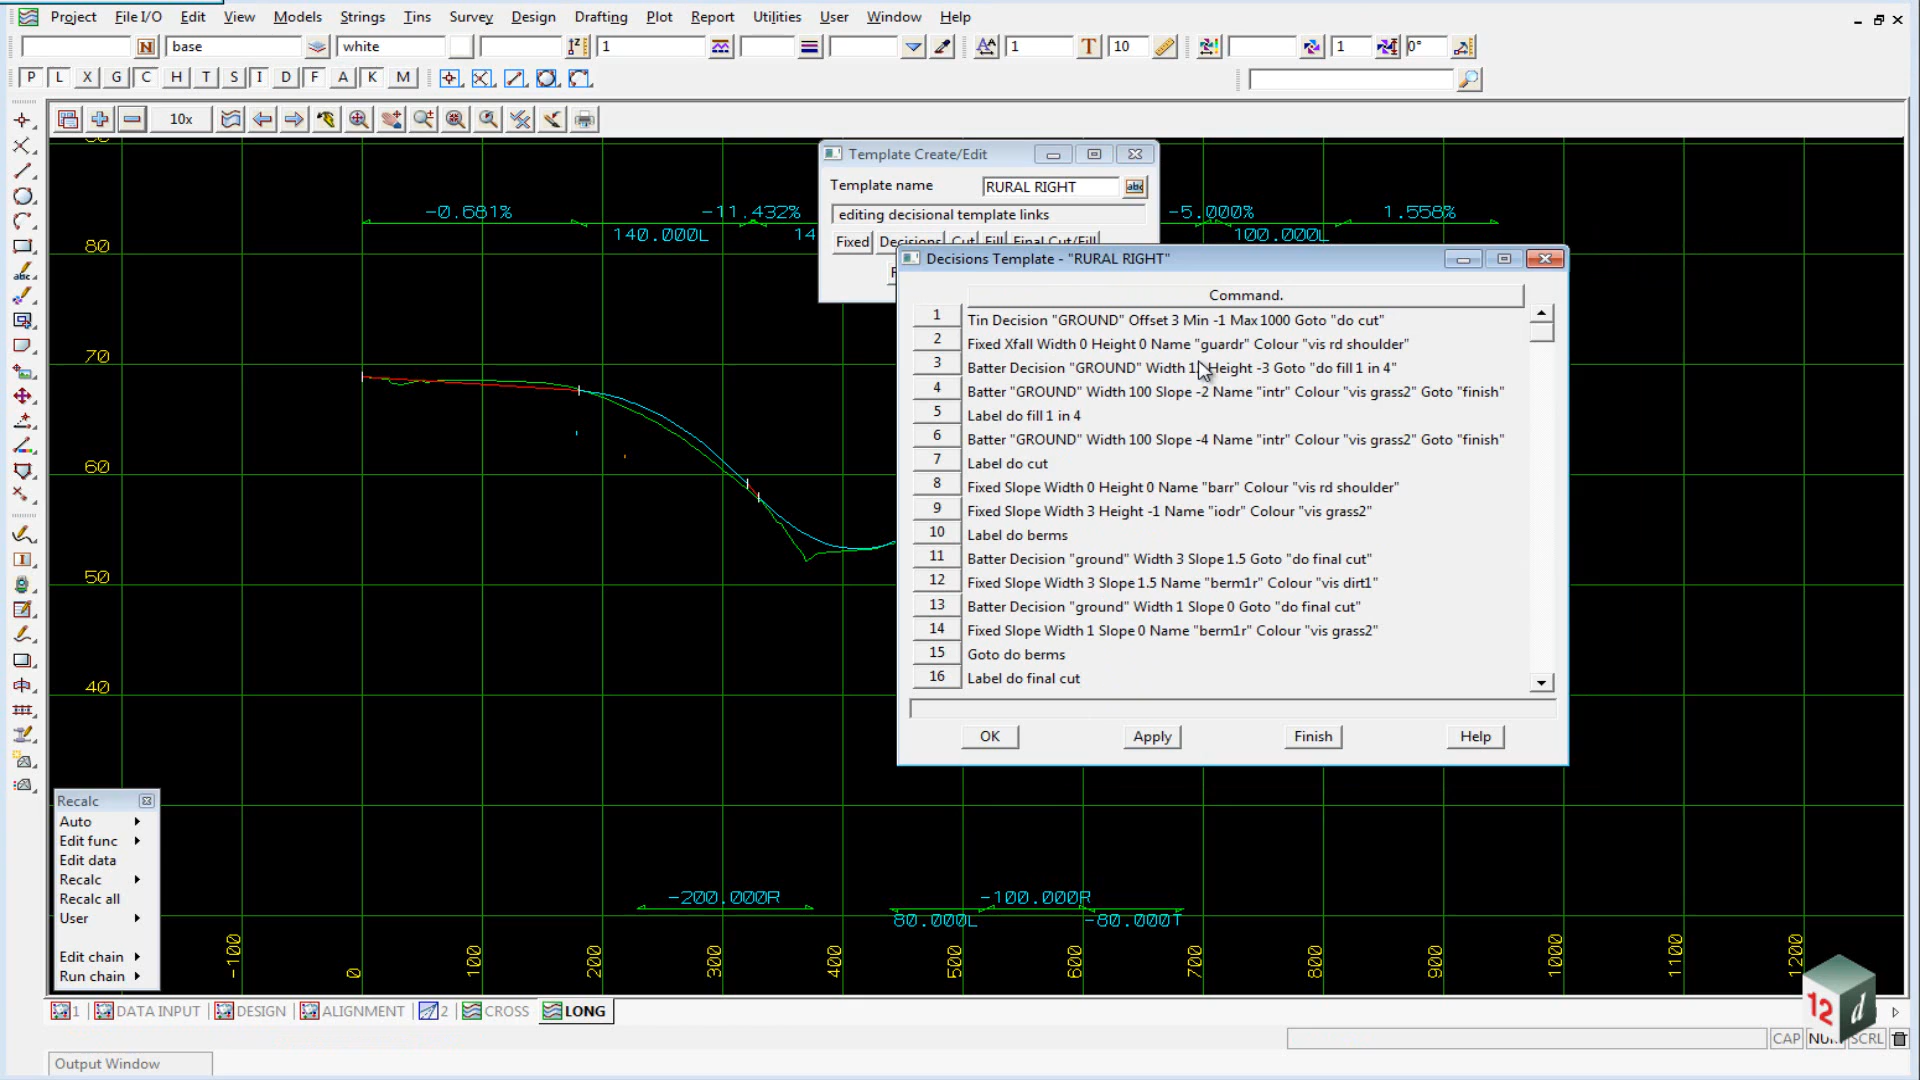 Project File I/O Edit View Models Strings Tins Survey Design Drafting Plot Report Utilities User Window Help
N base white 1 T 1 10 1 0°
P L X G C H T S I D F A K M
10x
Template Create/Edit
Template name RURAL RIGHT abc
editing decisional template links
Fixed Decisions Cut Fill Final Cut/Fill
Decisions Template - "RURAL RIGHT"
Command.
1 Tin Decision "GROUND" Offset 3 Min -1 Max 1000 Goto "do cut"
2 Fixed Xfall Width 0 Height 0 Name "guardr" Colour "vis rd shoulder"
3 Batter Decision "GROUND" Width 1 Height -3 Goto "do fill 1 in 4"
4 Batter "GROUND" Width 100 Slope -2 Name "intr" Colour "vis grass2" Goto "finish"
5 Label do fill 1 in 4
6 Batter "GROUND" Width 100 Slope -4 Name "intr" Colour "vis grass2" Goto "finish"
7 Label do cut
8 Fixed Slope Width 0 Height 0 Name "barr" Colour "vis rd shoulder"
9 Fixed Slope Width 3 Height -1 Name "iodr" Colour "vis grass2"
10 Label do berms
11 Batter Decision "ground" Width 3 Slope 1.5 Goto "do final cut"
12 Fixed Slope Width 3 Slope 1.5 Name "berm1r" Colour "vis dirt1"
13 Batter Decision "ground" Width 1 Slope 0 Goto "do final cut"
14 Fixed Slope Width 1 Slope 0 Name "berm1r" Colour "vis grass2"
15 Goto do berms
16 Label do final cut
OK Apply Finish Help
-0.681% -11.432% -5.000% 1.558%
140.000L 14 100.000L
80
70
60
50
40
-200.000R -100.000R
80.000L -80.000T
-100 0 100 200 300 400 500 600 700 800 900 1000 1100 1200
Recalc
Auto
Edit func
Edit data
Recalc
Recalc all
User
Edit chain
Run chain
1 DATA INPUT DESIGN ALIGNMENT 2 CROSS LONG
12 d
CAP NUM SCRL
Output Window